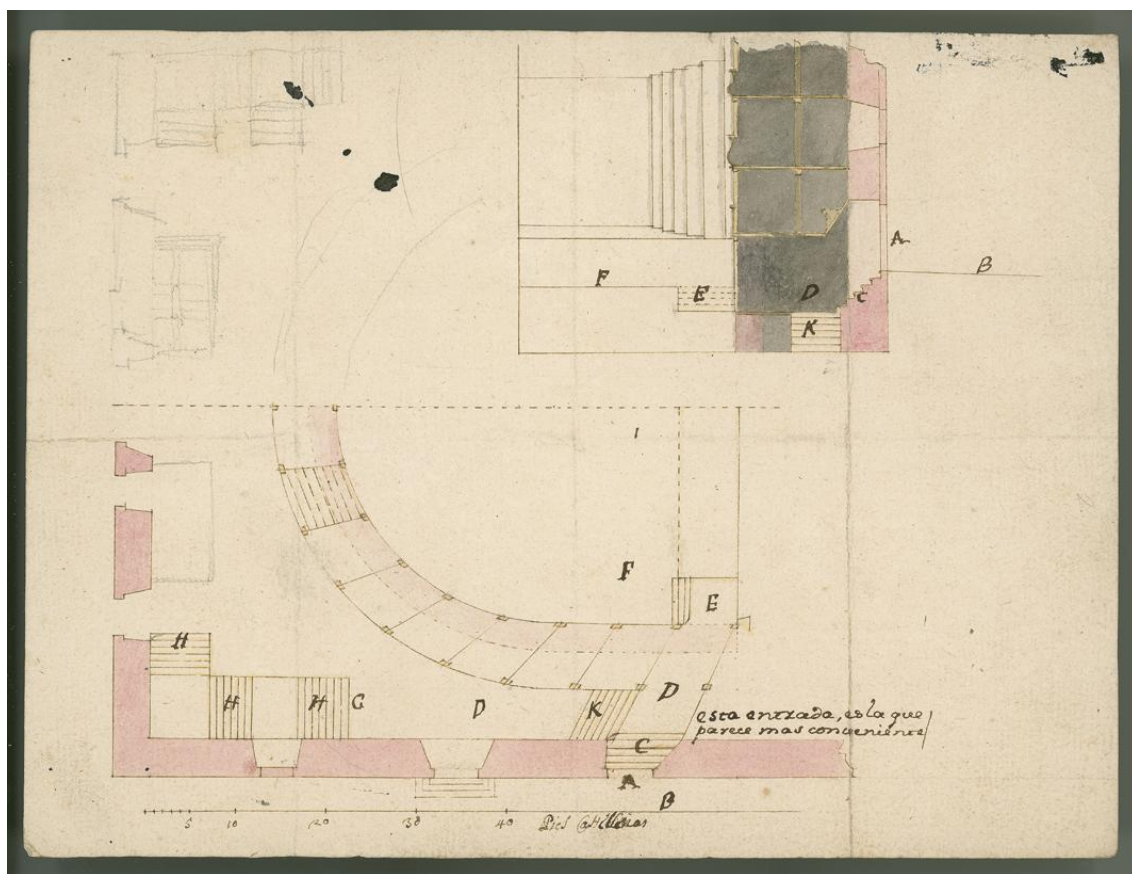 A
B
F
E
D
C
K
I
F
E
H
H
H
G
D
K
D
esta entrada, es la que
parece mas conveniente
C
A
B
5 10 20 30 40 Pies Castellanos